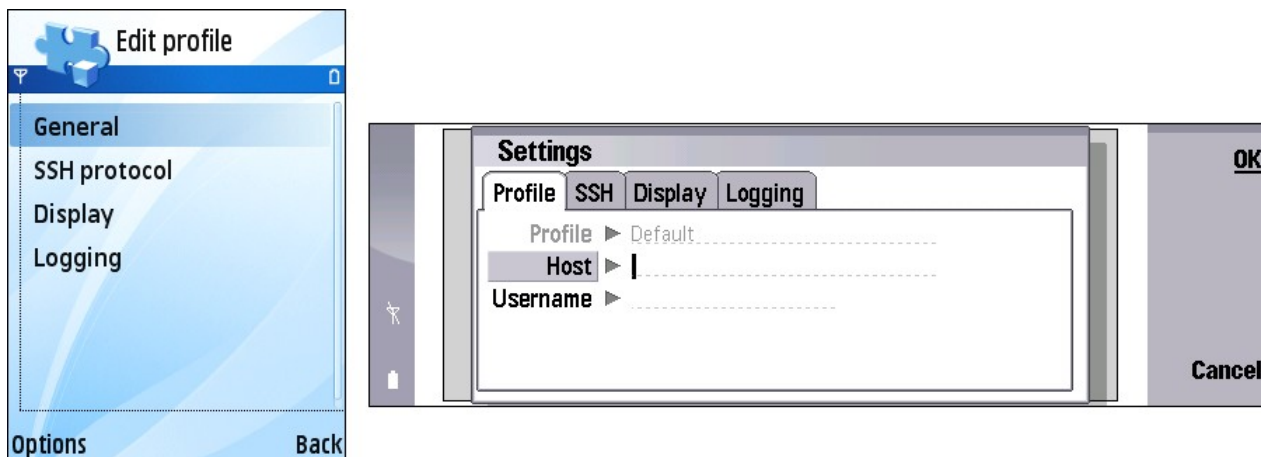 Edit profile
General
SSH protocol
Display
Logging
Options Back
Settings
Profile SSH Display Logging
Profile Default
Host
Username
OK
Cancel